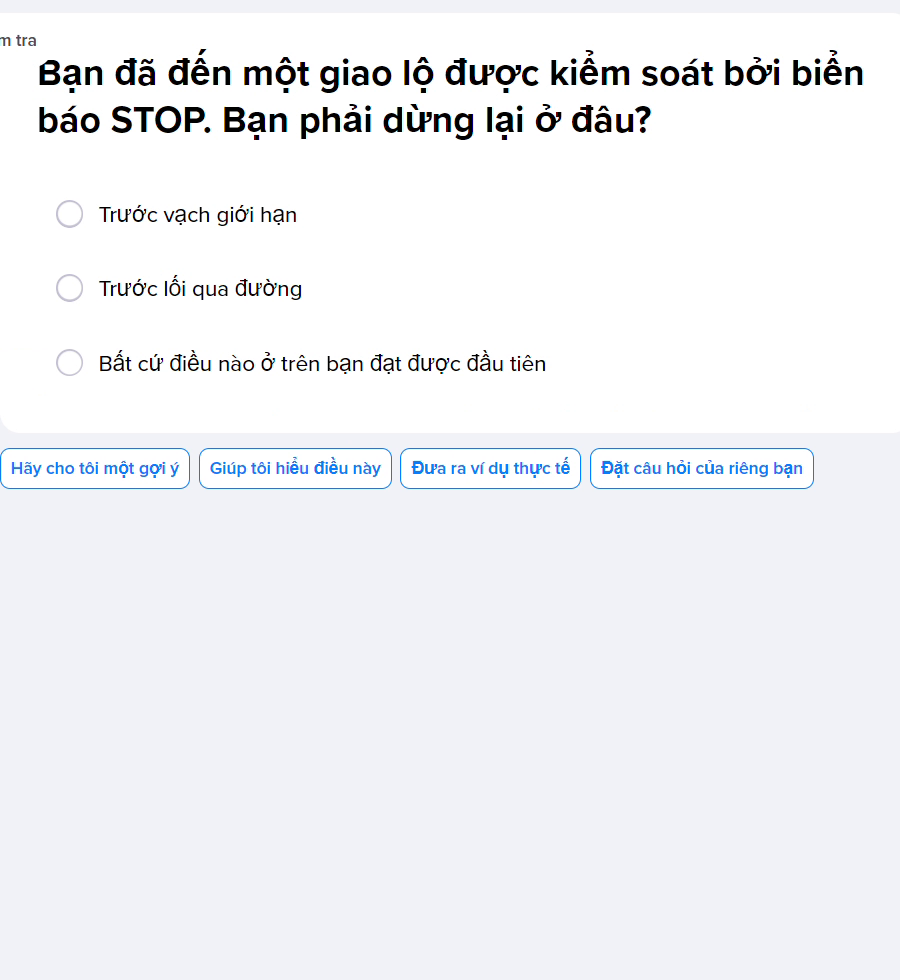 m tra
Bạn đã đến một giao lộ được kiểm soát bởi biển
báo STOP. Bạn phải dừng lại ở đâu?
Trước vạch giới hạn
Trước lối qua đường
Bất cứ điều nào ở trên bạn đạt được đầu tiên
Hãy cho tôi một gợi ý
Giúp tôi hiểu điều này
Đưa ra ví dụ thực tế
Đặt câu hỏi của riêng bạn